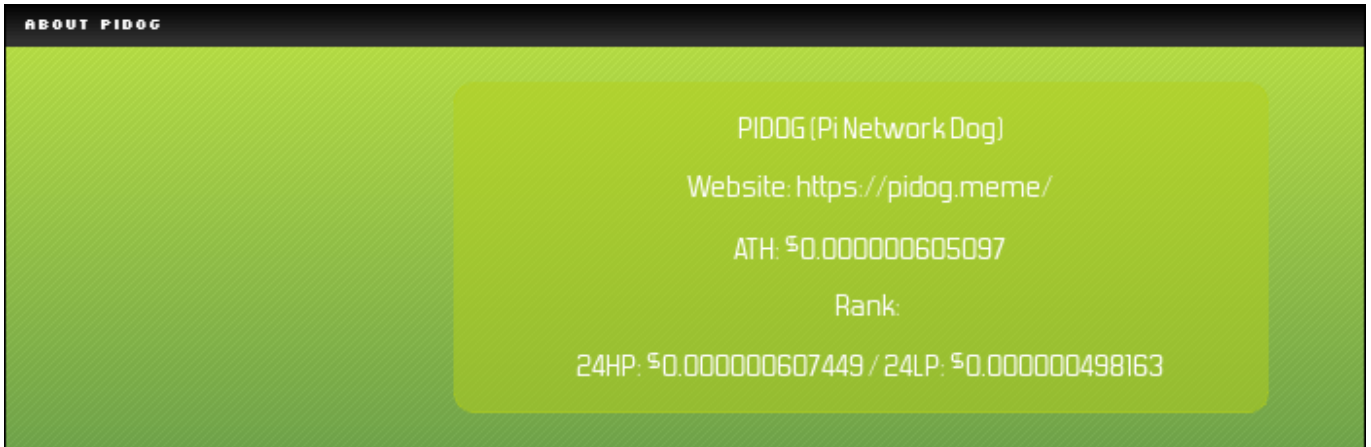 ABOUT PIDOG
PIDOG (Pi Network Dog)
Website: https://pidog.meme/
ATH: $0.000000605097
Rank:
24HP: $0.000000607449 / 24LP: $0.000000498163